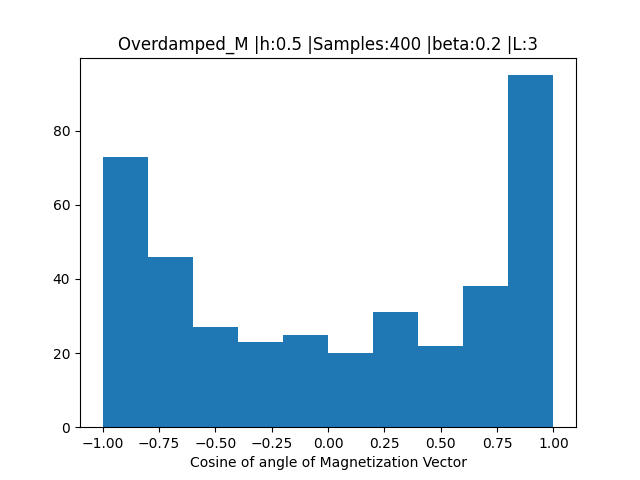 Overdamped_M |h:0.5 |Samples:400 |beta:0.2 |L:3
80
60
40
20
0
−1.00 −0.75 −0.50 −0.25 0.00 0.25 0.50 0.75 1.00
Cosine of angle of Magnetization Vector